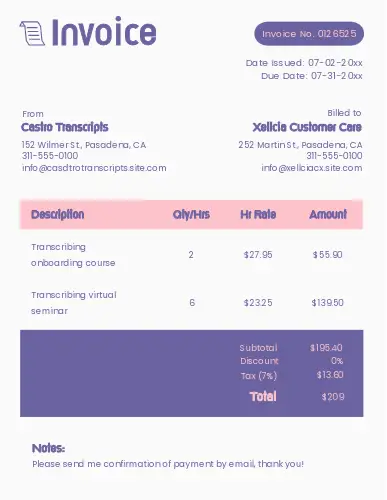 Invoice
Invoice No. 0126525
Date Issued: 07-02-20xx
Due Date: 07-31-20xx
From
Castro Transcripts
152 Wilmer St, Pasadena, CA
311-555-0100
info@casdtrotranscripts.site.com
Billed to
Xellcia Customer Care
252 Martin St, Pasadena, CA
311-555-0100
info@xellciacx.site.com
Description Qty/Hrs Hr Rate Amount
Transcribing
onboarding course 2 $27.95 $55.90
Transcribing virtual
seminar 6 $23.25 $139.50
Subtotal $195.40
Discount 0%
Tax (7%) $13.60
Total $209
Notes:
Please send me confirmation of payment by email, thank you!